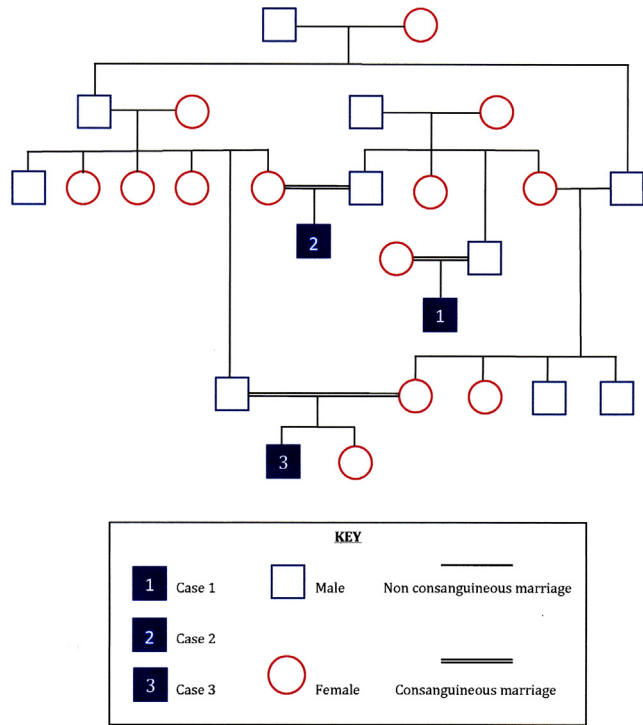 2
1
3
KEY
1 Case 1 Male Non consanguineous marriage
2 Case 2
3 Case 3 Female Consanguineous marriage